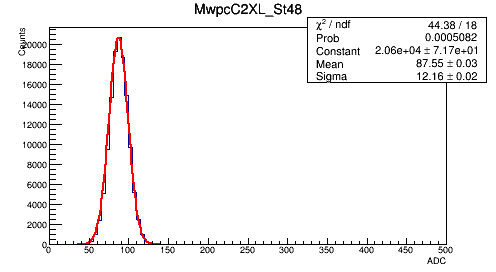 MwpcC2XL_St48
χ² / ndf 44.38 / 18
Prob 0.0005082
Constant 2.06e+04 ± 7.17e+01
Mean 87.55 ± 0.03
Sigma 12.16 ± 0.02
Counts
20000
18000
16000
14000
12000
10000
8000
6000
4000
2000
0
0 50 100 150 200 250 300 350 400 450 500
ADC